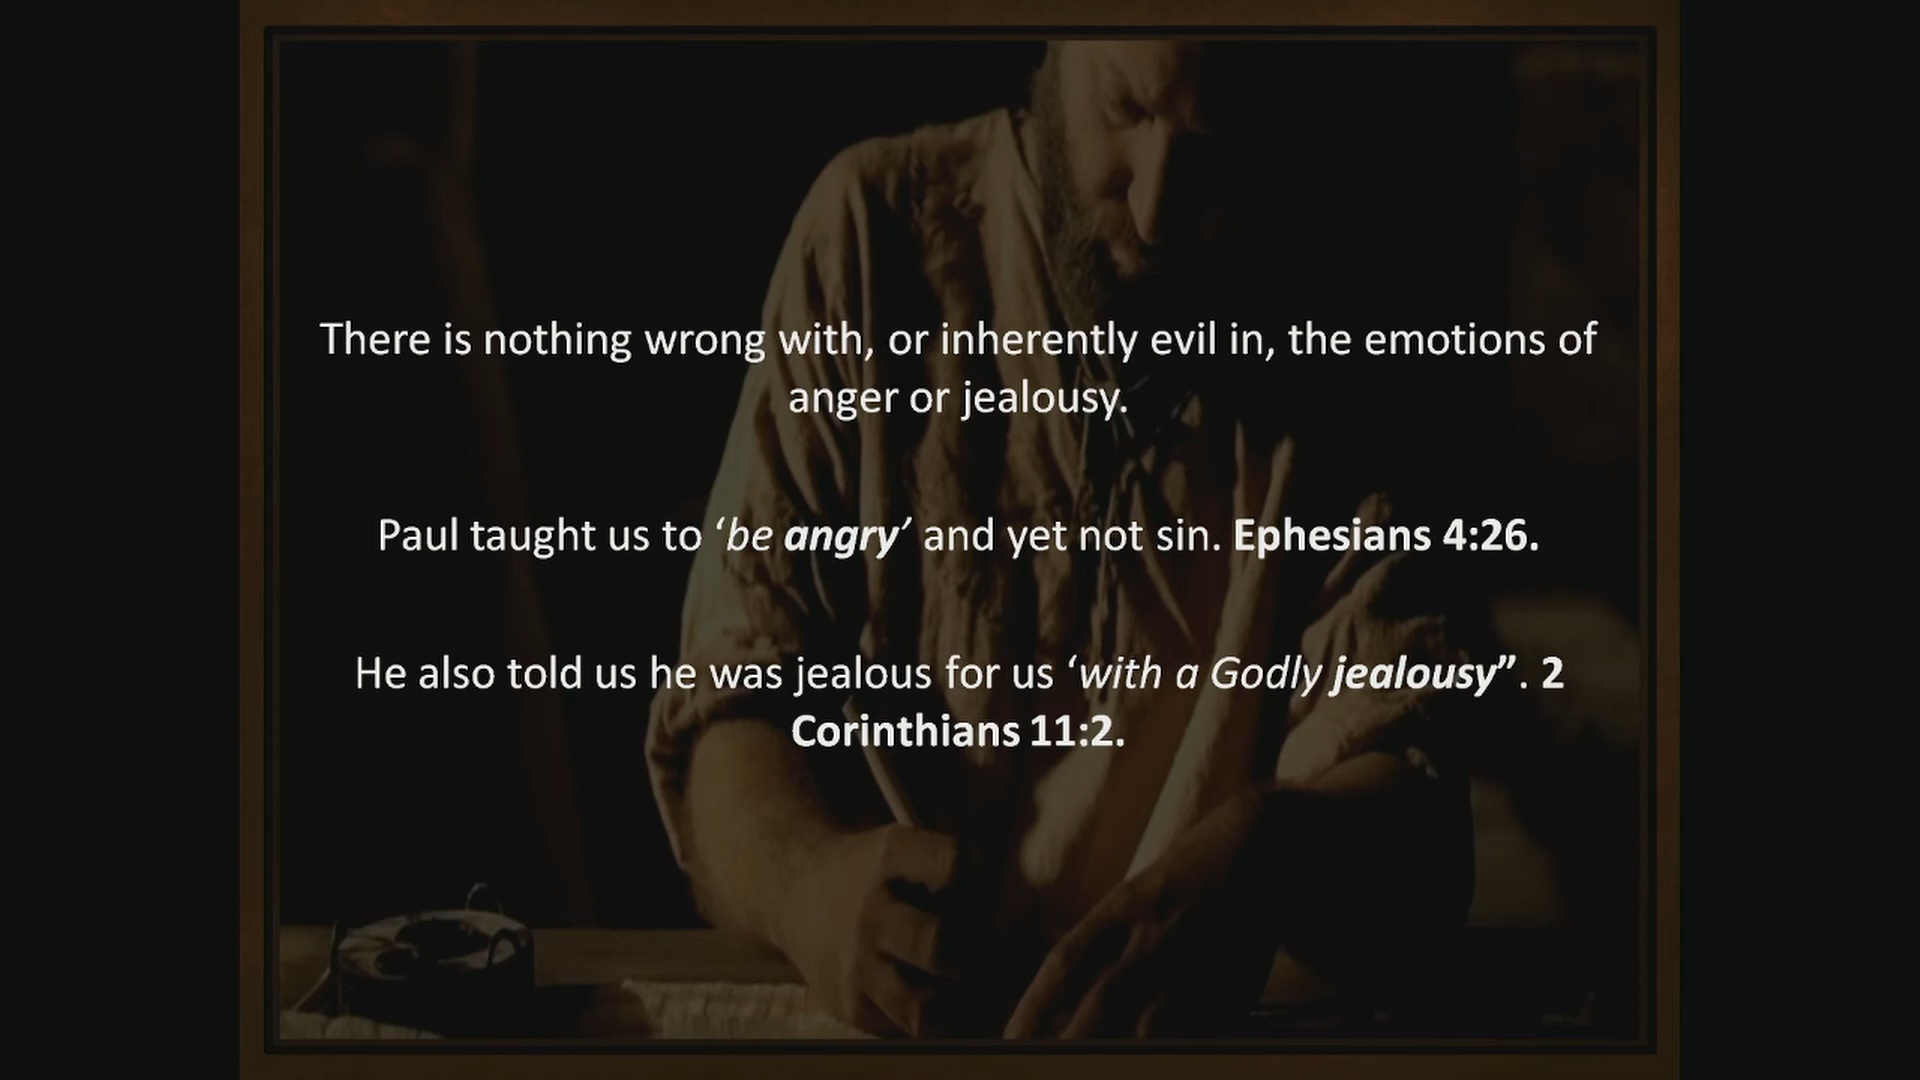 There is nothing wrong with, or inherently evil in, the emotions of
anger or jealousy.
Paul taught us to ‘be angry’ and yet not sin. Ephesians 4:26.
He also told us he was jealous for us ‘with a Godly jealousy”. 2
Corinthians 11:2.